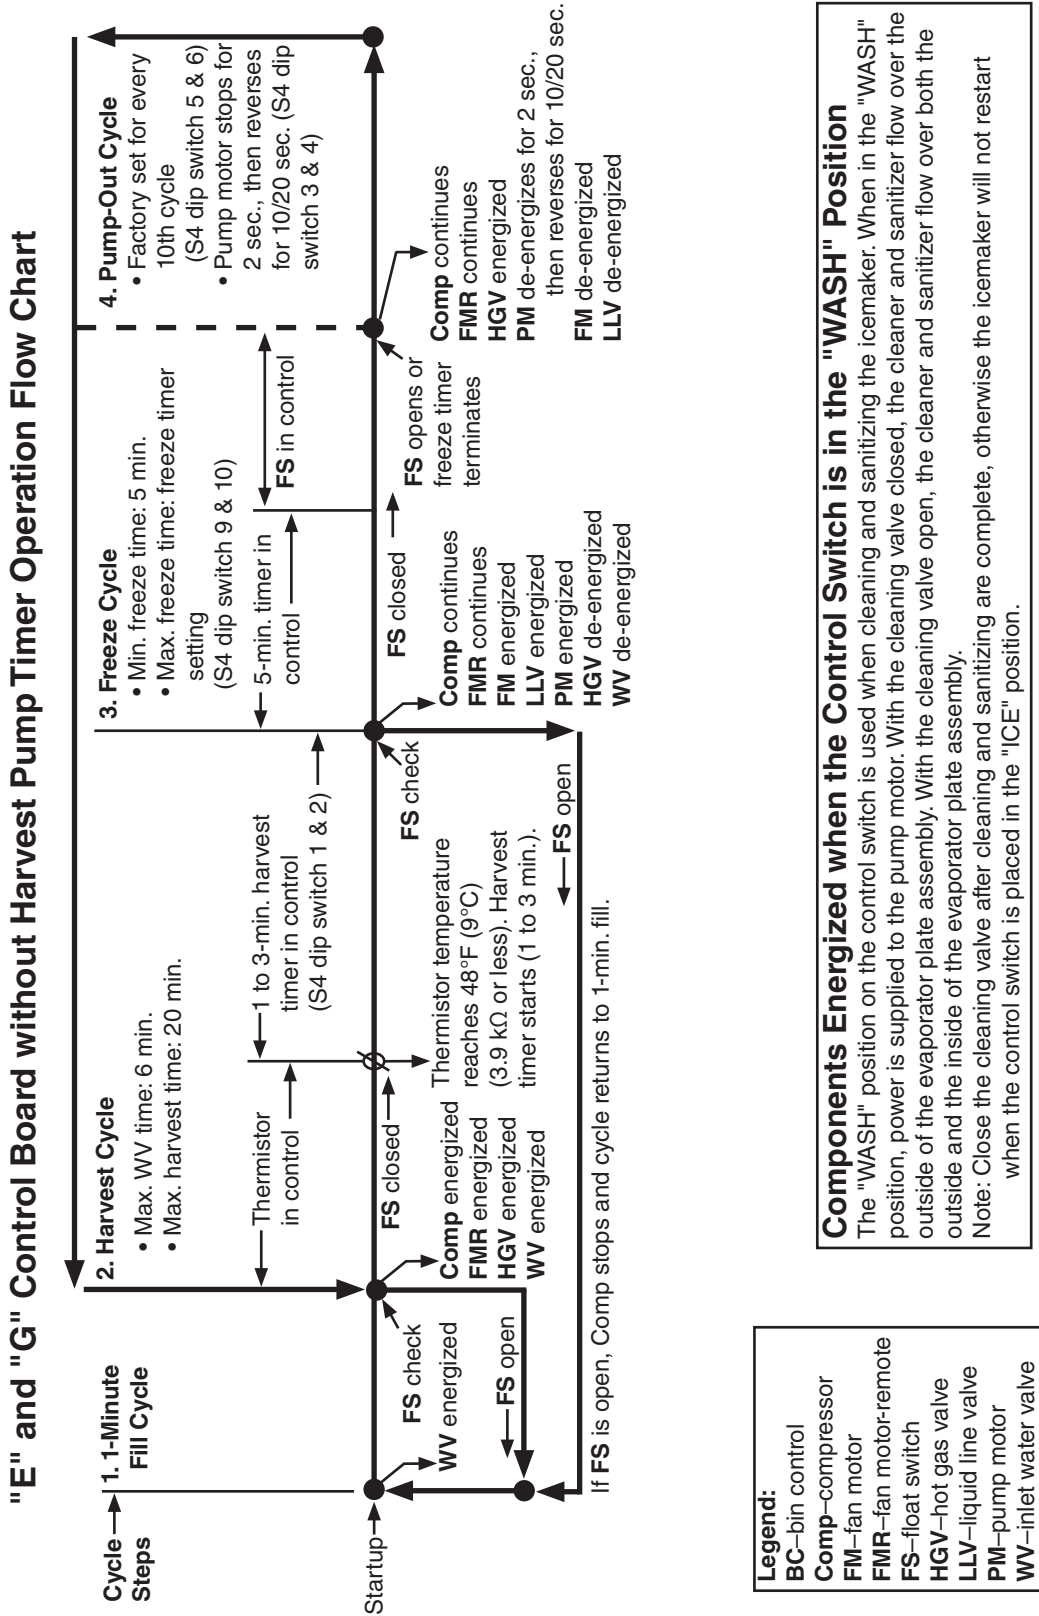 "E" and "G" Control Board without Harvest Pump Timer Operation Flow Chart
Cycle
Steps
1. 1-Minute
Fill Cycle
2. Harvest Cycle
• Max. WV time: 6 min.
• Max. harvest time: 20 min.
3. Freeze Cycle
• Min. freeze time: 5 min.
• Max. freeze time: freeze timer
setting
(S4 dip switch 9 & 10)
4. Pump-Out Cycle
• Factory set for every
10th cycle
(S4 dip switch 5 & 6)
• Pump motor stops for
2 sec., then reverses
for 10/20 sec. (S4 dip
switch 3 & 4)
Thermistor
in control
1 to 3-min. harvest
timer in control
(S4 dip switch 1 & 2)
5-min. timer in
control
FS in control
Startup
FS check
WV energized
FS open
FS closed
Comp energized
FMR energized
HGV energized
WV energized
Thermistor temperature
reaches 48°F (9°C)
(3.9 kΩ or less). Harvest
timer starts (1 to 3 min.).
FS check
FS open
FS closed
Comp continues
FMR continues
FM energized
LLV energized
PM energized
HGV de-energized
WV de-energized
FS opens or
freeze timer
terminates
Comp continues
FMR continues
HGV energized
PM de-energizes for 2 sec.,
then reverses for 10/20 sec.
FM de-energized
LLV de-energized
If FS is open, Comp stops and cycle returns to 1-min. fill.
Legend:
BC–bin control
Comp–compressor
FM–fan motor
FMR–fan motor-remote
FS–float switch
HGV–hot gas valve
LLV–liquid line valve
PM–pump motor
WV–inlet water valve
Components Energized when the Control Switch is in the "WASH" Position
The "WASH" position on the control switch is used when cleaning and sanitizing the icemaker. When in the "WASH"
position, power is supplied to the pump motor. With the cleaning valve closed, the cleaner and sanitizer flow over the
outside of the evaporator plate assembly. With the cleaning valve open, the cleaner and sanitizer flow over both the
outside and the inside of the evaporator plate assembly.
Note: Close the cleaning valve after cleaning and sanitizing are complete, otherwise the icemaker will not restart
when the control switch is placed in the "ICE" position.